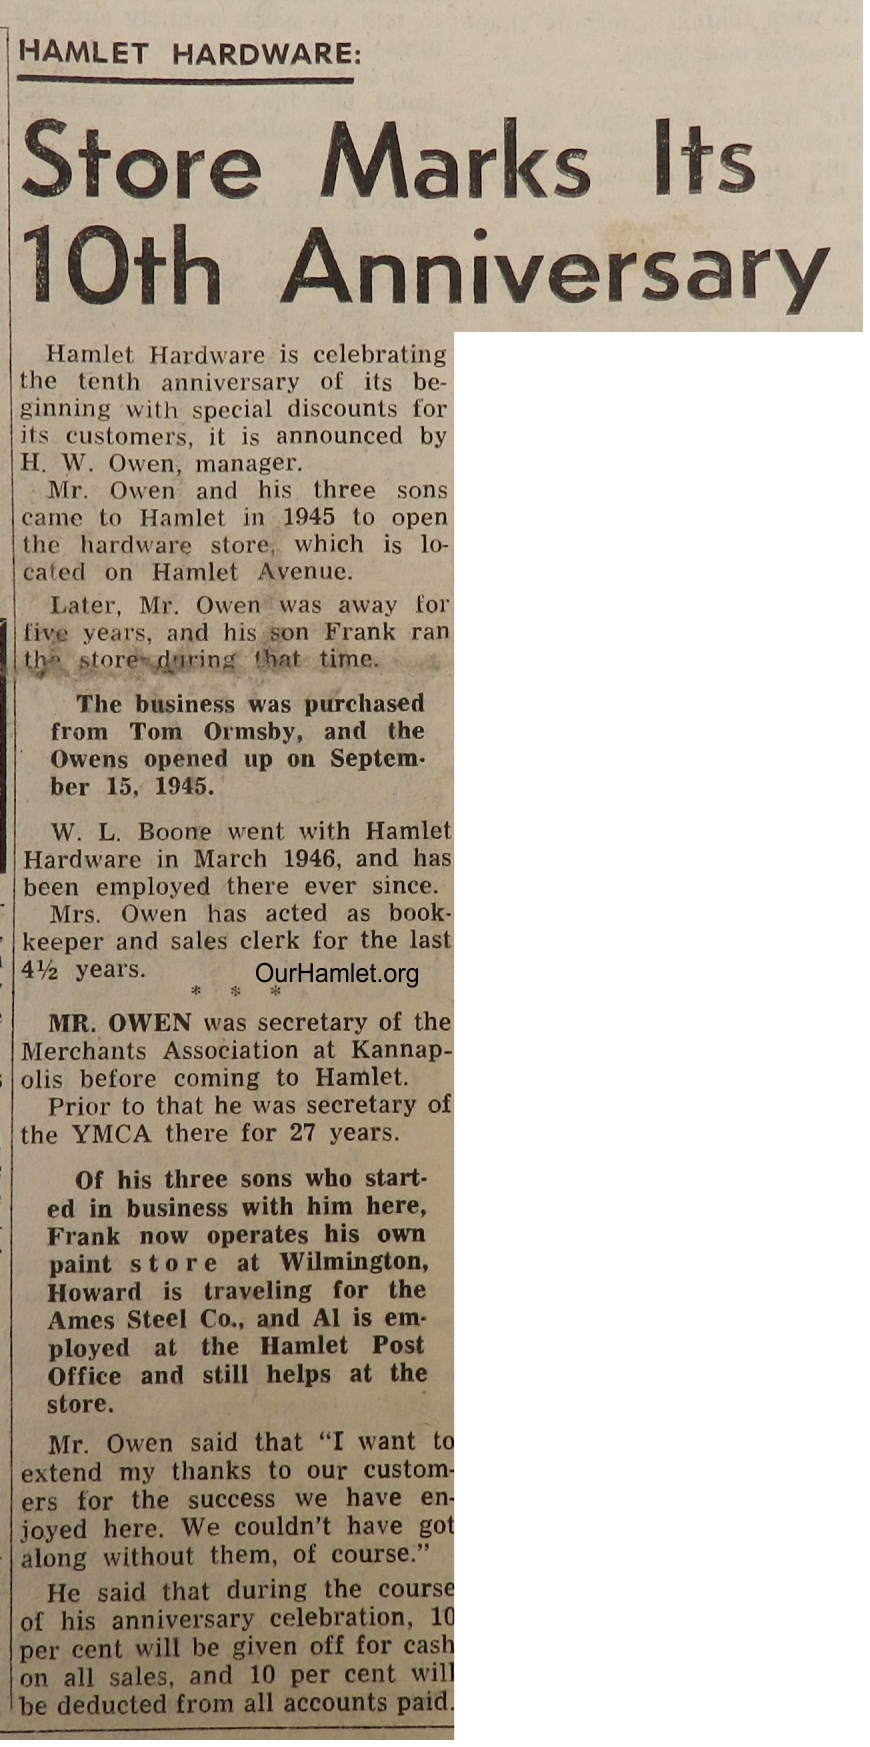 HAMLET HARDWARE:
Store Marks Its
10th Anniversary
Hamlet Hardware is celebrating
the tenth anniversary of its be-
ginning with special discounts for
its customers, it is announced by
H. W. Owen, manager.
Mr. Owen and his three sons
came to Hamlet in 1945 to open
the hardware store, which is lo-
cated on Hamlet Avenue.
Later, Mr. Owen was away for
five years, and his son Frank ran
the store during that time.
The business was purchased
from Tom Ormsby, and the
Owens opened up on Septem-
ber 15, 1945.
W. L. Boone went with Hamlet
Hardware in March 1946, and has
been employed there ever since.
Mrs. Owen has acted as book-
keeper and sales clerk for the last
4½ years.
OurHamlet.org
* * *
MR. OWEN was secretary of the
Merchants Association at Kannap-
olis before coming to Hamlet.
Prior to that he was secretary of
the YMCA there for 27 years.
Of his three sons who start-
ed in business with him here,
Frank now operates his own
paint store at Wilmington,
Howard is traveling for the
Ames Steel Co., and Al is em-
ployed at the Hamlet Post
Office and still helps at the
store.
Mr. Owen said that “I want to
extend my thanks to our custom-
ers for the success we have en-
joyed here. We couldn’t have got
along without them, of course.”
He said that during the course
of his anniversary celebration, 10
per cent will be given off for cash
on all sales, and 10 per cent will
be deducted from all accounts paid.